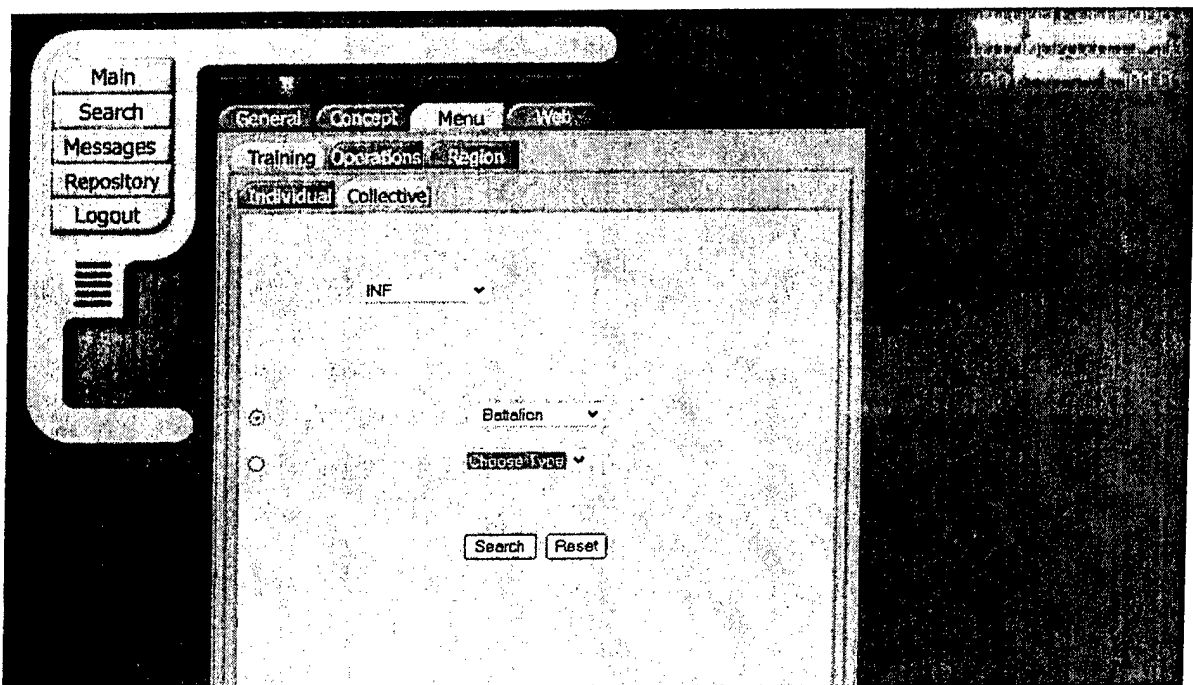 Main
Search
Messages
Repository
Logout
General Concept Menu Web
Training Operations Region
Individual Collective
INF
Battalion
Choose Type
Search Reset